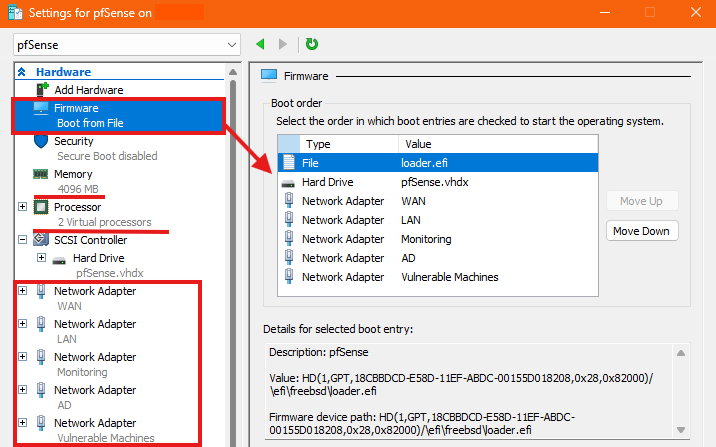 Settings for pfSense on
pfSense
Hardware
Add Hardware
Firmware
Boot from File
Security
Secure Boot disabled
Memory
4096 MB
Processor
2 Virtual processors
SCSI Controller
Hard Drive
pfSense.vhdx
Network Adapter
WAN
Network Adapter
LAN
Network Adapter
Monitoring
Network Adapter
AD
Network Adapter
Vulnerable Machines
Firmware
Boot order
Select the order in which boot entries are checked to start the operating system.
Type Value
File loader.efi
Hard Drive pfSense.vhdx
Network Adapter WAN
Network Adapter LAN
Network Adapter Monitoring
Network Adapter AD
Network Adapter Vulnerable Machines
Move Up
Move Down
Details for selected boot entry:
Description: pfSense
Value: HD(1,GPT,18CBBDCD-E58D-11EF-ABDC-00155D018208,0x28,0x82000)/
\efi\freebsd\loader.efi
Firmware device path: HD(1,GPT,18CBBDCD-E58D-11EF-ABDC-
00155D018208,0x28,0x82000)/\efi\freebsd\loader.efi